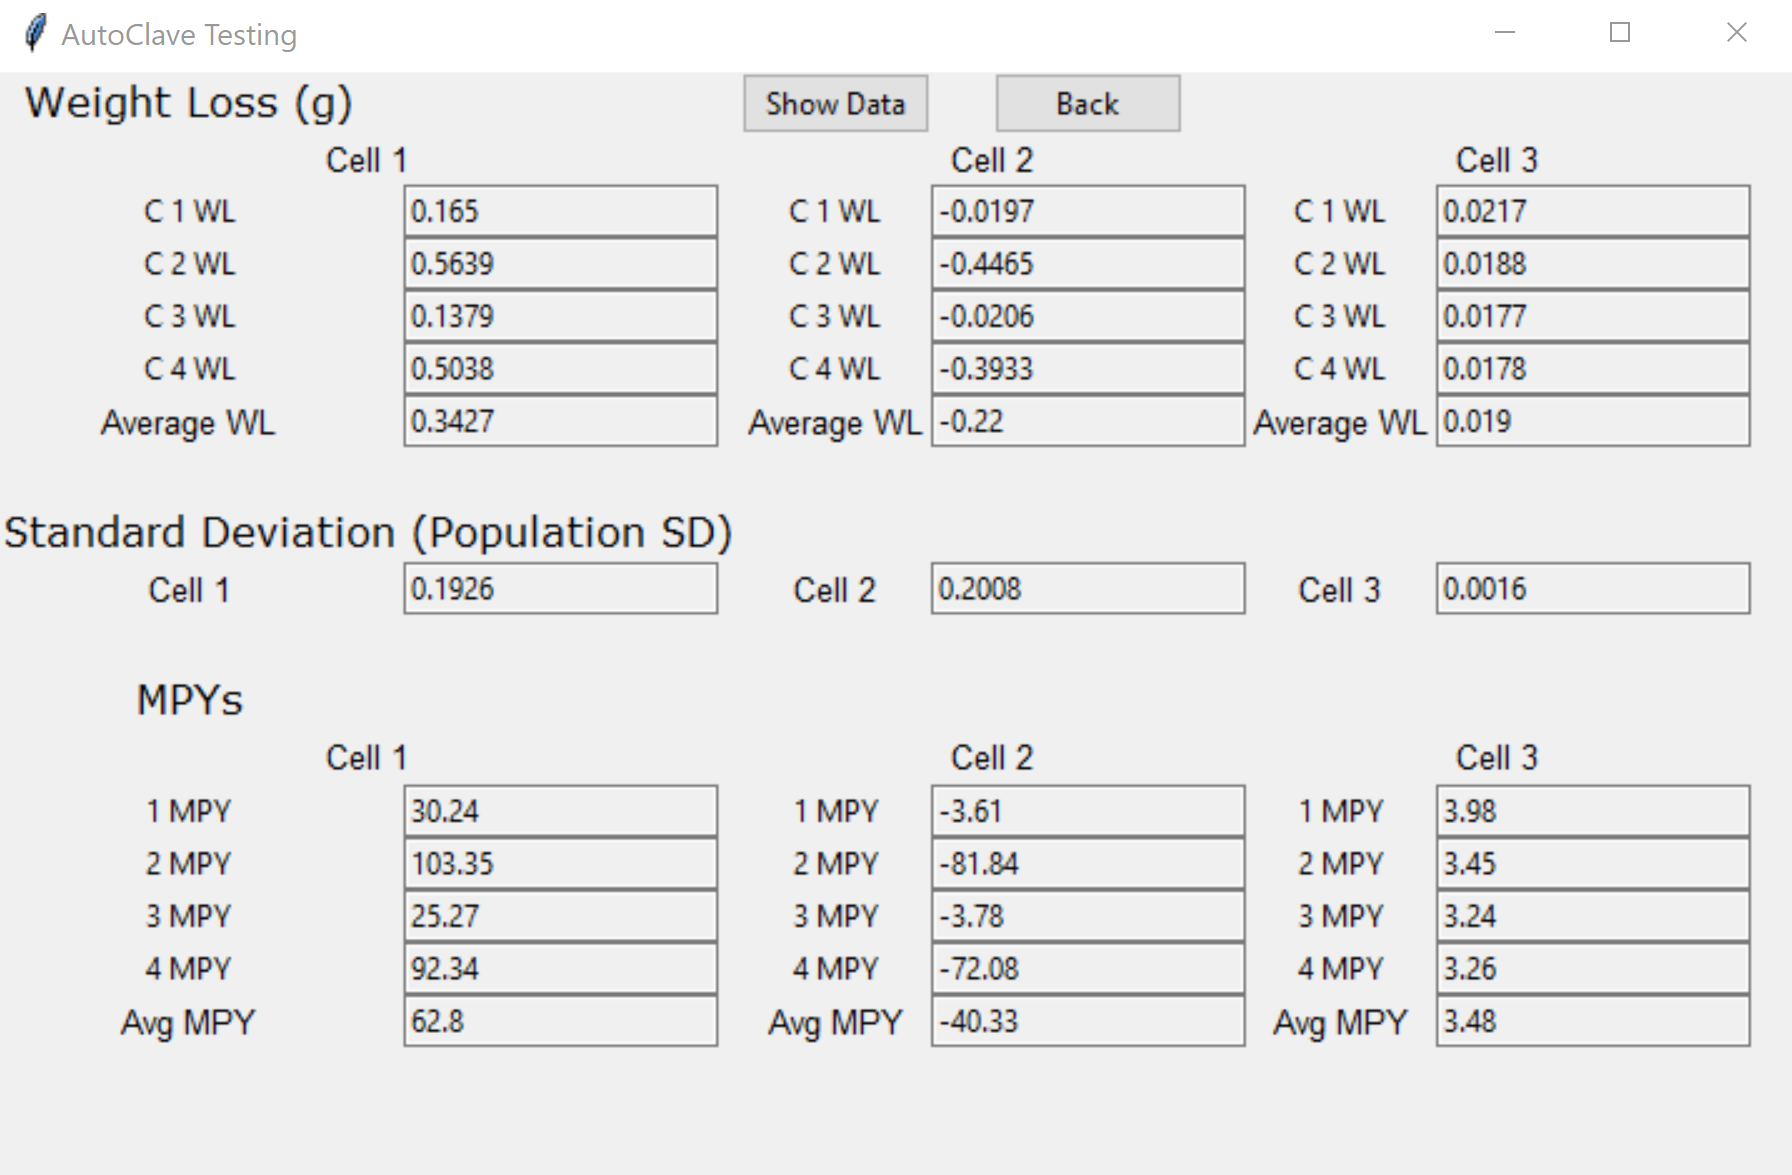 AutoClave Testing
Weight Loss (g) Show Data Back
Cell 1 Cell 2 Cell 3
C 1 WL 0.165 C 1 WL -0.0197 C 1 WL 0.0217
C 2 WL 0.5639 C 2 WL -0.4465 C 2 WL 0.0188
C 3 WL 0.1379 C 3 WL -0.0206 C 3 WL 0.0177
C 4 WL 0.5038 C 4 WL -0.3933 C 4 WL 0.0178
Average WL 0.3427 Average WL -0.22 Average WL 0.019
Standard Deviation (Population SD)
Cell 1 0.1926 Cell 2 0.2008 Cell 3 0.0016
MPYs
Cell 1 Cell 2 Cell 3
1 MPY 30.24 1 MPY -3.61 1 MPY 3.98
2 MPY 103.35 2 MPY -81.84 2 MPY 3.45
3 MPY 25.27 3 MPY -3.78 3 MPY 3.24
4 MPY 92.34 4 MPY -72.08 4 MPY 3.26
Avg MPY 62.8 Avg MPY -40.33 Avg MPY 3.48